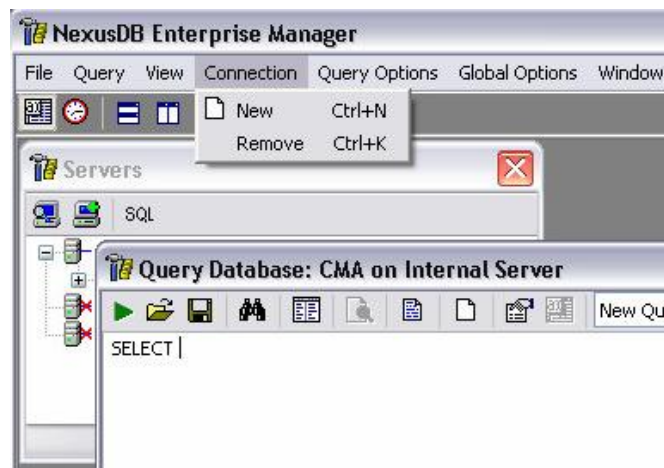 NexusDB Enterprise Manager
File Query View Connection Query Options Global Options Window
New Ctrl+N
Remove Ctrl+K
Servers
SQL
Query Database: CMA on Internal Server
New Qu
SELECT